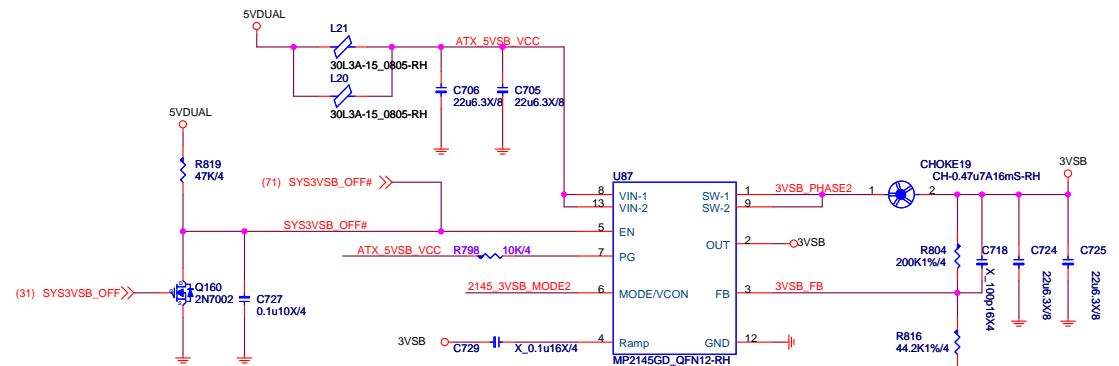 5VDUAL
L21
30L3A-15_0805-RH
ATX_5VSB_VCC
L20
30L3A-15_0805-RH
C706
22u6.3X/8
C705
22u6.3X/8
5VDUAL
R819
47K/4
(71) SYS3VSB_OFF#
SYS3VSB_OFF#
ATX_5VSB_VCC
R798
10K/4
2145_3VSB_MODE2
(31) SYS3VSB_OFF
Q160
2N7002
C727
0.1u10X/4
3VSB
C729
X_0.1u16X/4
U87
8 VIN-1
13 VIN-2
5 EN
7 PG
6 MODE/VCON
4 Ramp
SW-1 1
SW-2 9
OUT 2
FB 3
GND 12
MP2145GD_QFN12-RH
3VSB_PHASE2
3VSB
3VSB_FB
CHOKE19
CH-0.47u7A16mS-RH
1 2
3VSB
R804
200K1%/4
C718
X_100p16X4
C724
22u6.3X/8
C725
22u6.3X/8
R816
44.2K1%/4